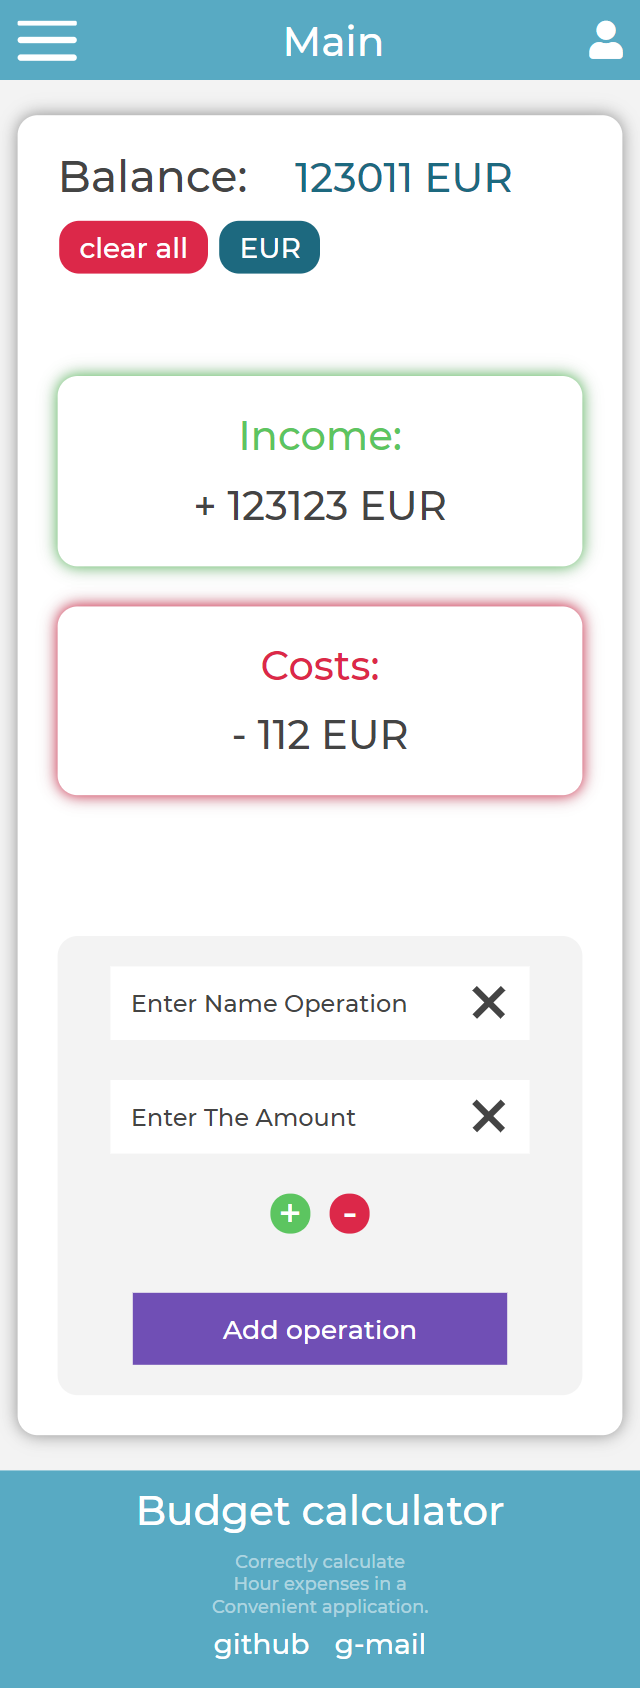 Main
Balance: 123011 EUR
clear all EUR
Income:
+ 123123 EUR
Costs:
- 112 EUR
Enter Name Operation
Enter The Amount
+ -
Add operation
Budget calculator
Correctly calculate
Hour expenses in a
Convenient application.
github g-mail